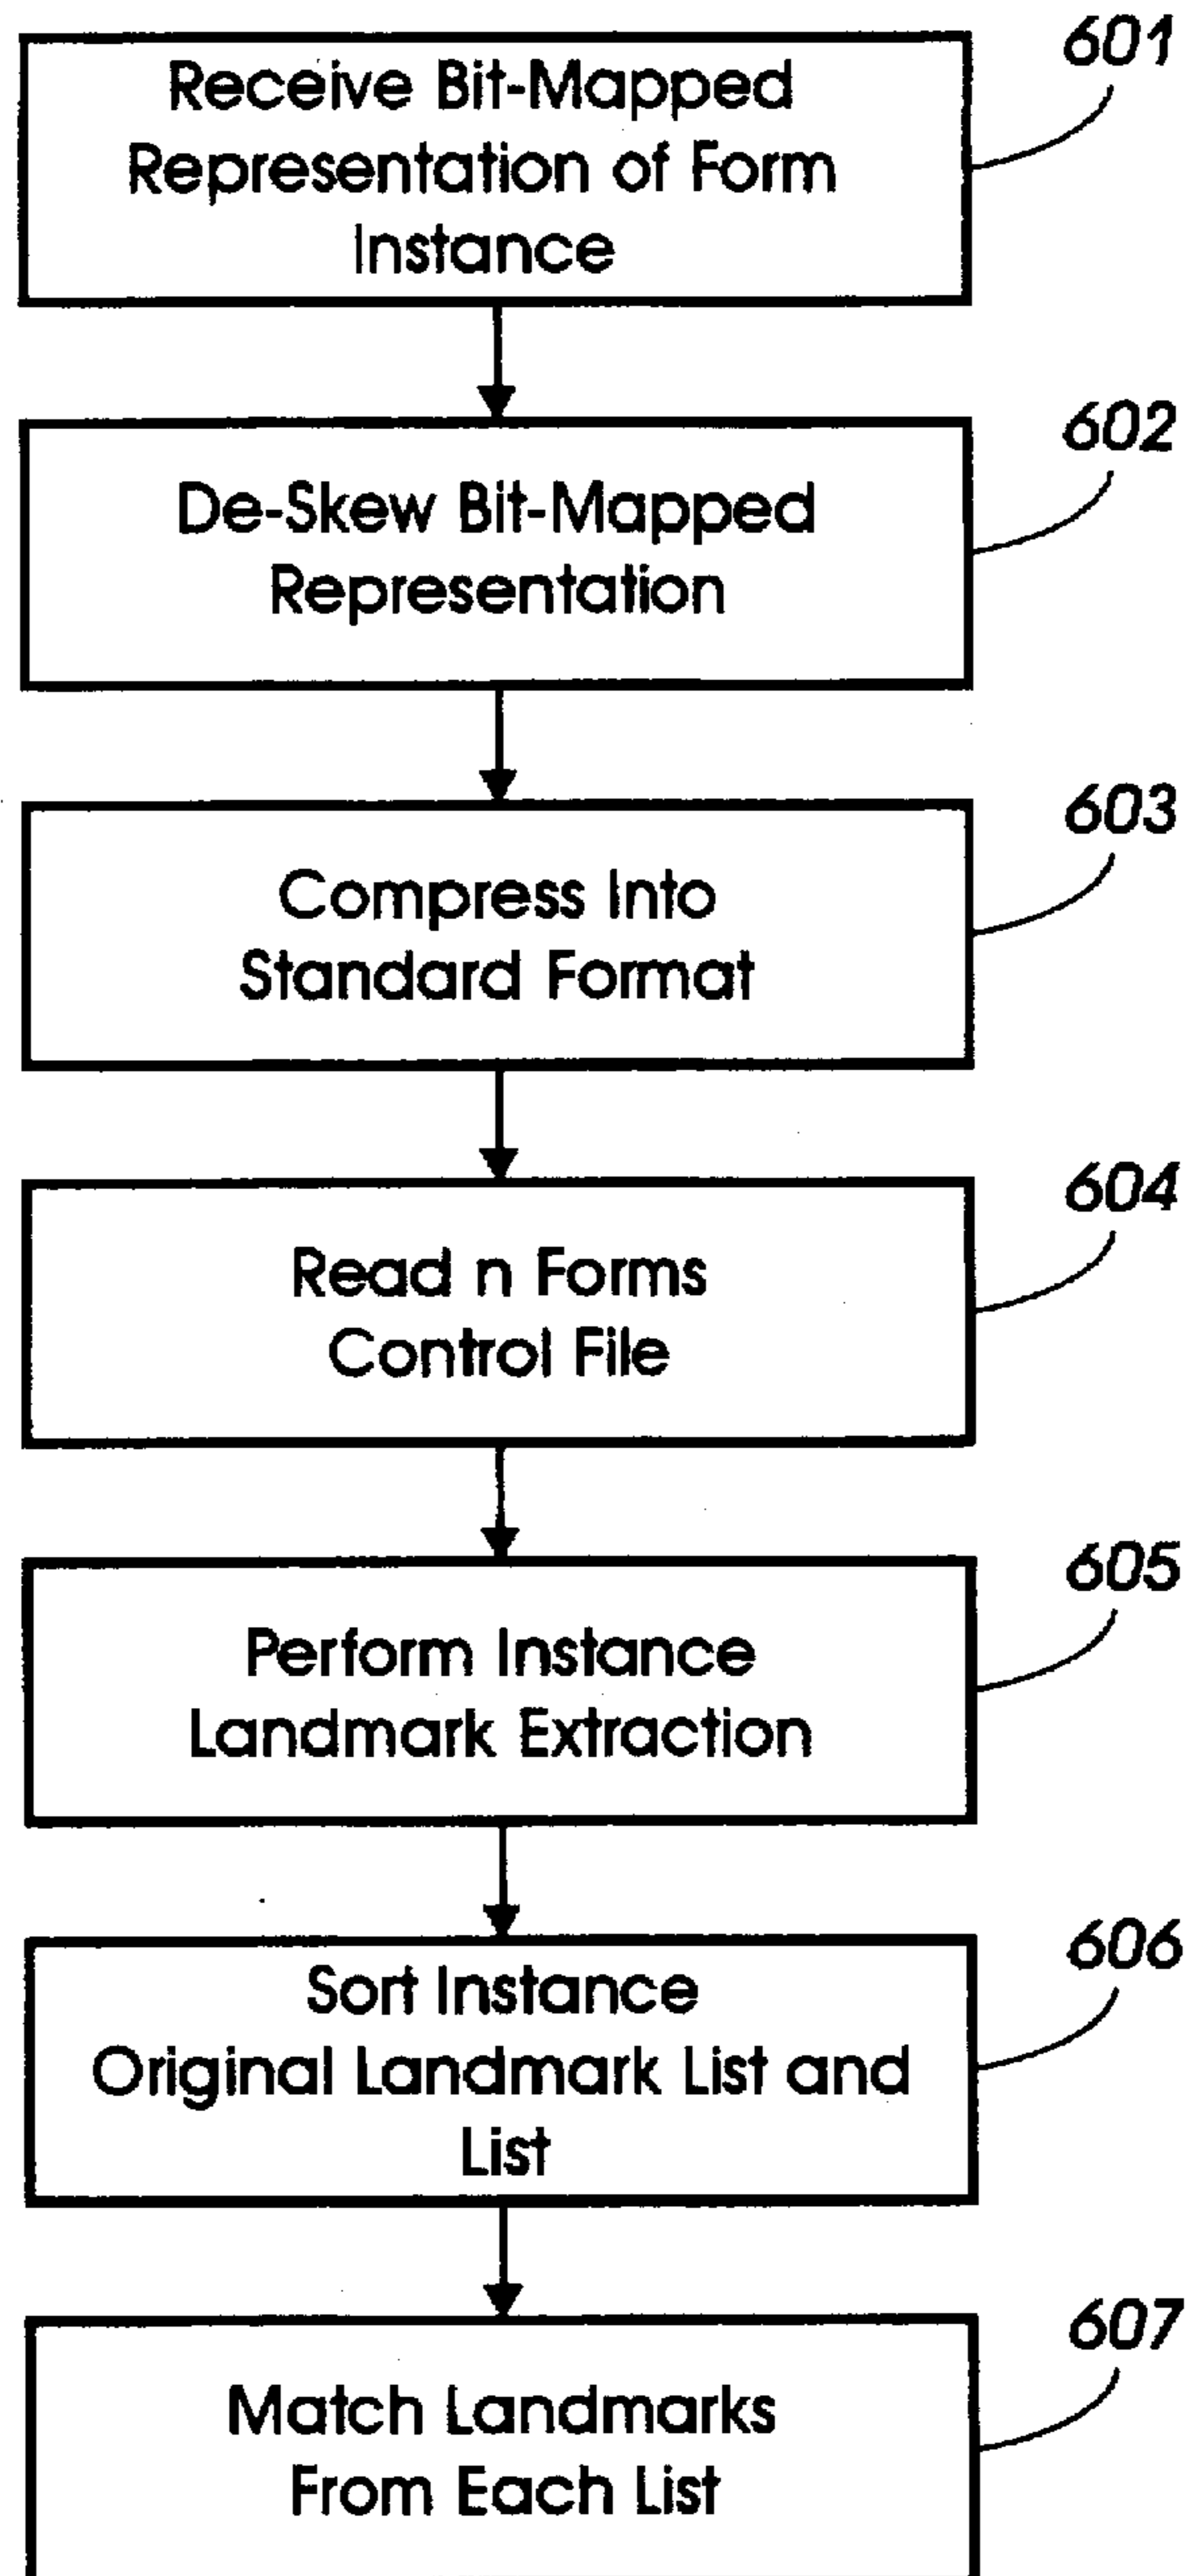 601
Receive Bit-Mapped
Representation of Form
Instance
602
De-Skew Bit-Mapped
Representation
603
Compress Into
Standard Format
604
Read n Forms
Control File
605
Perform Instance
Landmark Extraction
606
Sort Instance
Original Landmark List and
List
607
Match Landmarks
From Each List